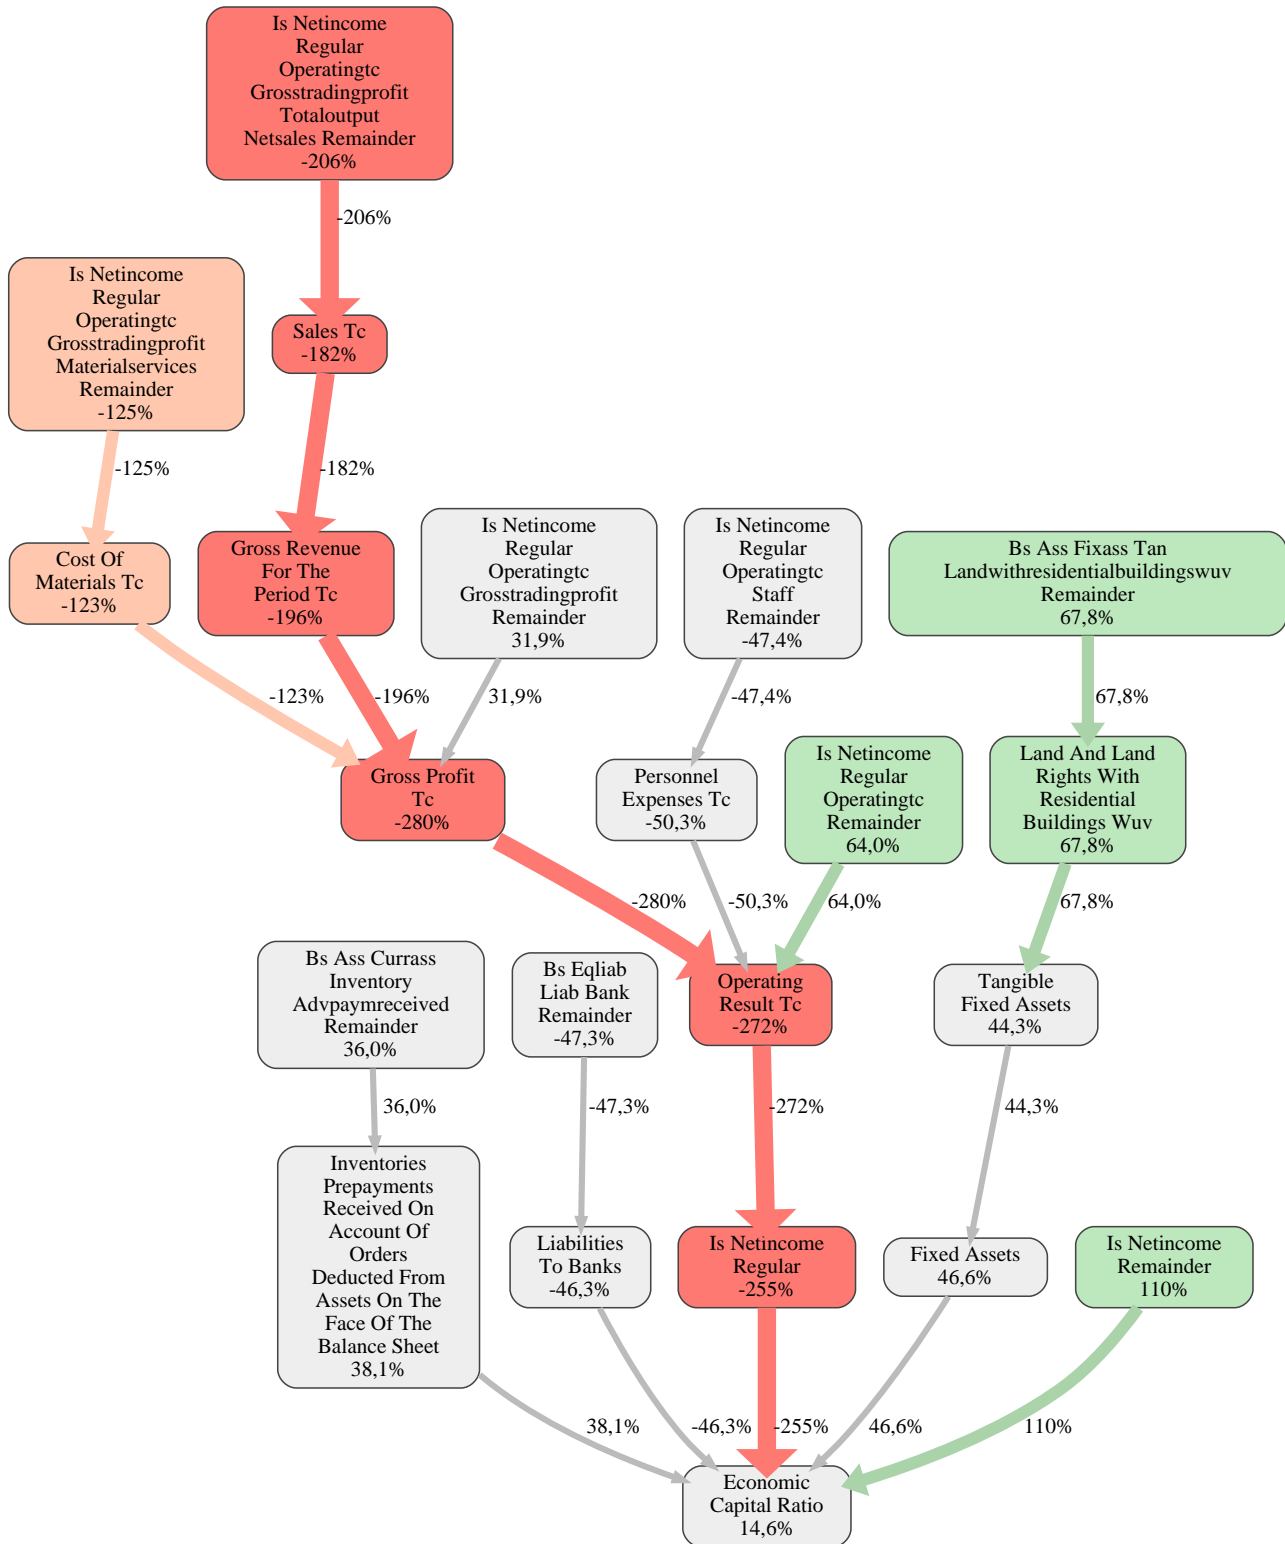 Is Netincome
Regular
Operatingtc
Grosstradingprofit
Totaloutput
Netsales Remainder
-206%
-206%
Is Netincome
Regular
Operatingtc
Grosstradingprofit
Materialservices
Remainder
-125%
Sales Tc
-182%
-125%
-182%
Cost Of
Materials Tc
-123%
Gross Revenue
For The
Period Tc
-196%
Is Netincome
Regular
Operatingtc
Grosstradingprofit
Remainder
31,9%
Is Netincome
Regular
Operatingtc
Staff
Remainder
-47,4%
Bs Ass Fixass Tan
Landwithresidentialbuildingswuv
Remainder
67,8%
-123%
-196%
31,9%
-47,4%
67,8%
Gross Profit
Tc
-280%
Personnel
Expenses Tc
-50,3%
Is Netincome
Regular
Operatingtc
Remainder
64,0%
Land And Land
Rights With
Residential
Buildings Wuv
67,8%
-280%
-50,3%
64,0%
67,8%
Bs Ass Currass
Inventory
Advpaymreceived
Remainder
36,0%
Bs Eqliab
Liab Bank
Remainder
-47,3%
Operating
Result Tc
-272%
Tangible
Fixed Assets
44,3%
36,0%
-47,3%
-272%
44,3%
Inventories
Prepayments
Received On
Account Of
Orders
Deducted From
Assets On The
Face Of The
Balance Sheet
38,1%
Liabilities
To Banks
-46,3%
Is Netincome
Regular
-255%
Fixed Assets
46,6%
Is Netincome
Remainder
110%
38,1%
-46,3%
-255%
46,6%
110%
Economic
Capital Ratio
14,6%